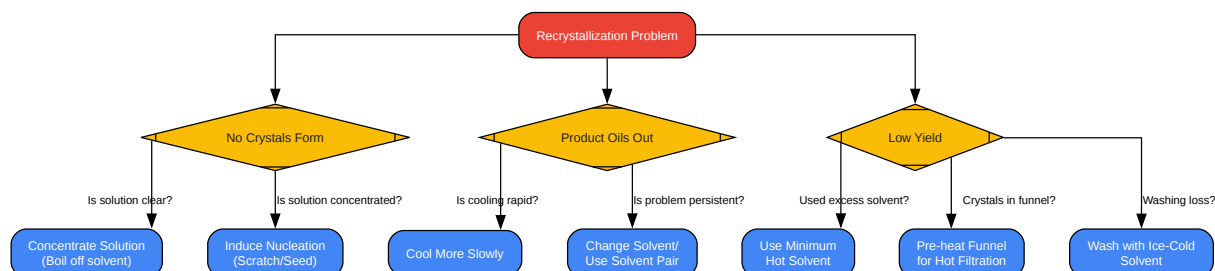 Recrystallization Problem
No Crystals Form
Product Oils Out
Low Yield
Is solution clear?
Is solution concentrated?
Is cooling rapid?
Is problem persistent?
Used excess solvent?
Crystals in funnel?
Washing loss?
Concentrate Solution
(Boil off solvent)
Induce Nucleation
(Scratch/Seed)
Cool More Slowly
Change Solvent/
Use Solvent Pair
Use Minimum
Hot Solvent
Pre-heat Funnel
for Hot Filtration
Wash with Ice-Cold
Solvent